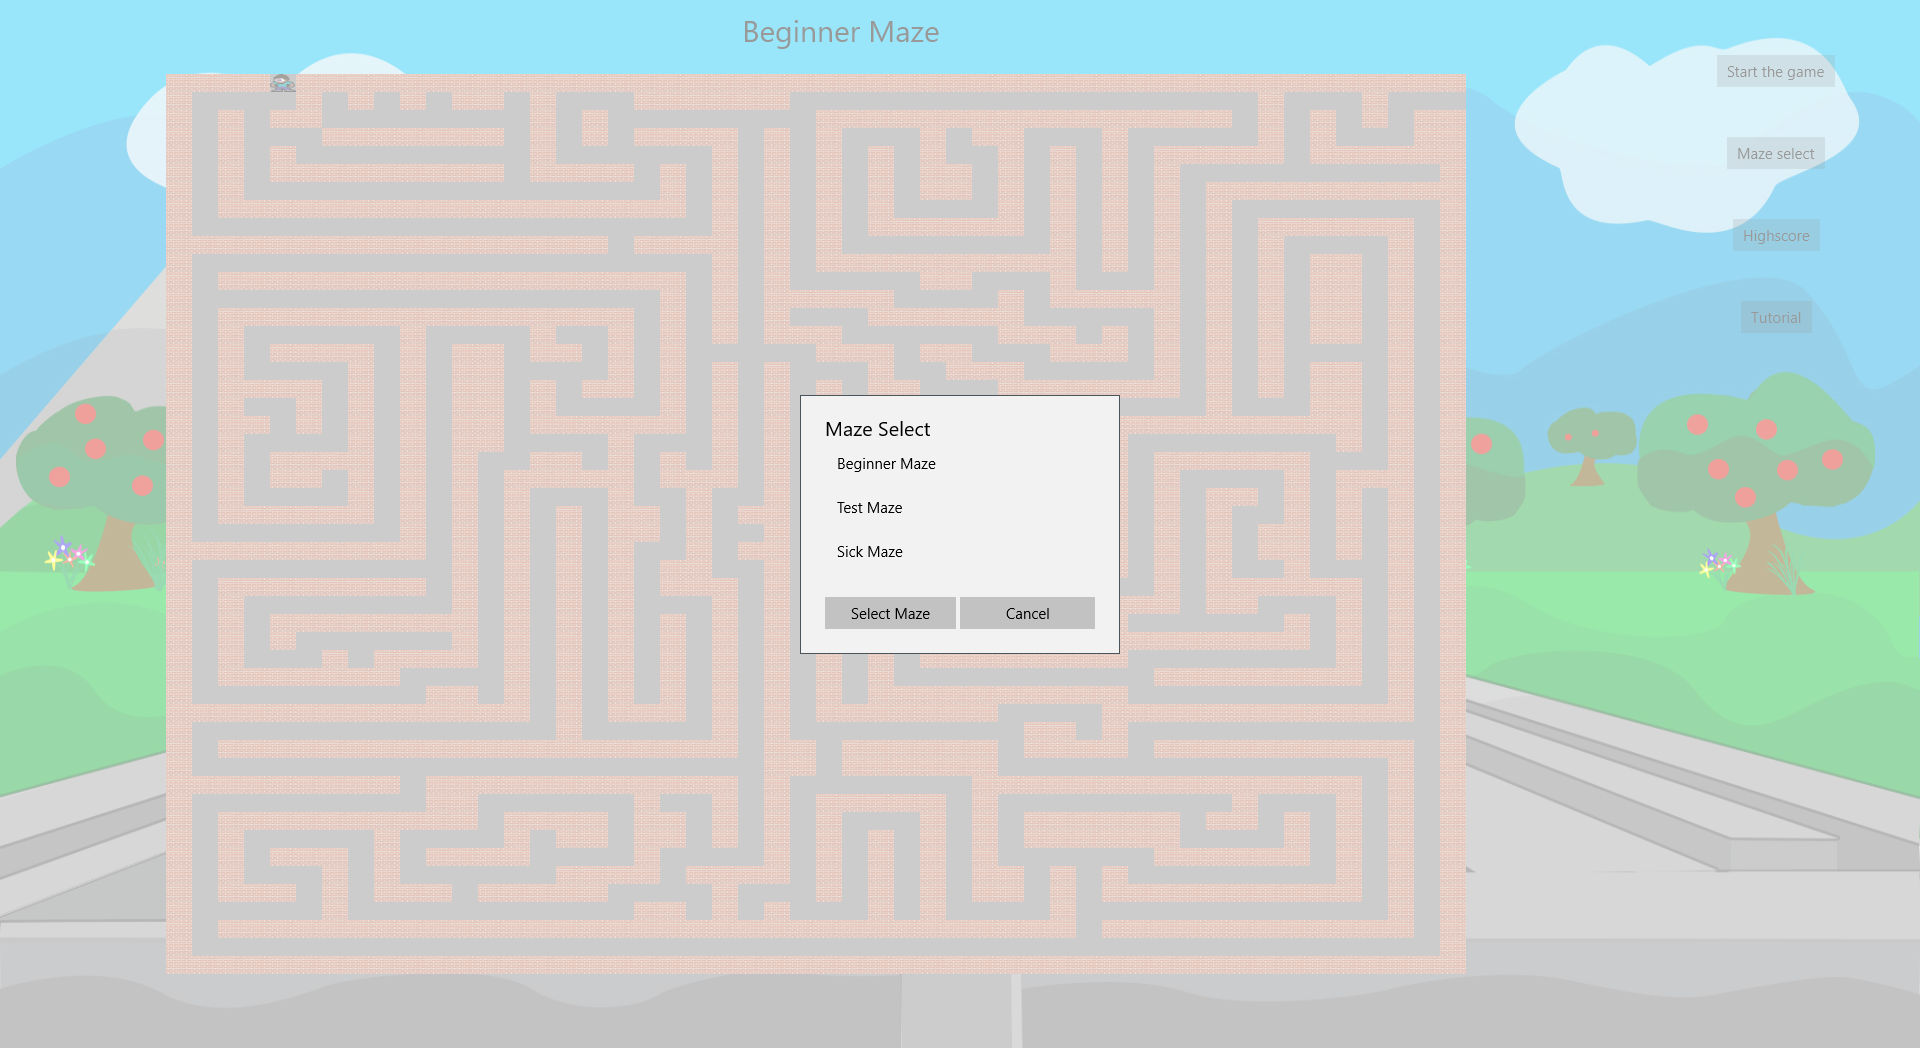 Beginner Maze
Start the game
Maze select
Highscore
Tutorial
Maze Select
Beginner Maze
Test Maze
Sick Maze
Select Maze
Cancel